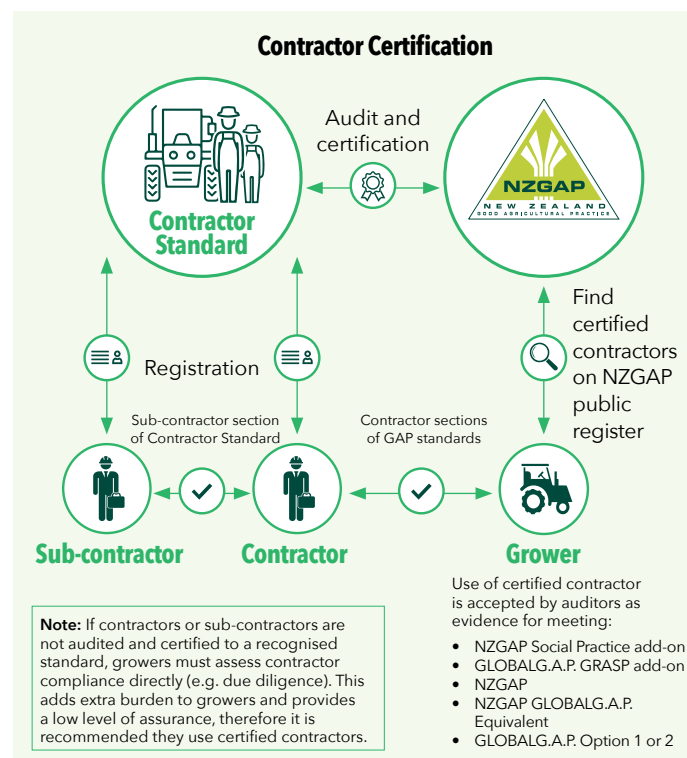 Contractor Certification
Audit and
certification
Contractor
Standard
NZGAP
NEW ZEALAND
GOOD AGRICULTURAL PRACTICE
Find
certified
contractors
on NZGAP
public
register
Registration
Sub-contractor section
of Contractor Standard
Contractor sections
of GAP standards
Sub-contractor
Contractor
Grower
Note: If contractors or sub-contractors are
not audited and certified to a recognised
standard, growers must assess contractor
compliance directly (e.g. due diligence). This
adds extra burden to growers and provides
a low level of assurance, therefore it is
recommended they use certified contractors.
Use of certified contractor
is accepted by auditors as
evidence for meeting:
• NZGAP Social Practice add-on
• GLOBALG.A.P. GRASP add-on
• NZGAP
• NZGAP GLOBALG.A.P.
Equivalent
• GLOBALG.A.P. Option 1 or 2